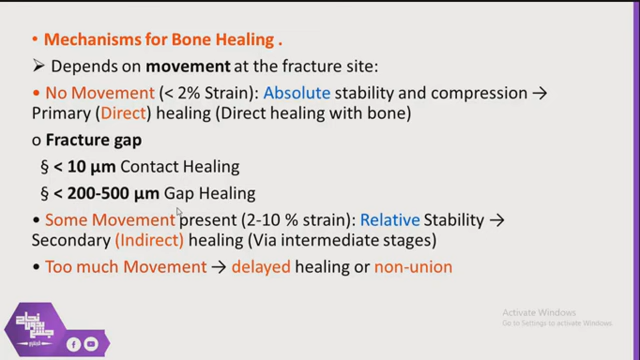 • Mechanisms for Bone Healing .
➢ Depends on movement at the fracture site:
• No Movement (< 2% Strain): Absolute stability and compression →
Primary (Direct) healing (Direct healing with bone)
o Fracture gap
§ < 10 µm Contact Healing
§ < 200-500 µm Gap Healing
• Some Movement present (2-10 % strain): Relative Stability →
Secondary (Indirect) healing (Via intermediate stages)
• Too much Movement → delayed healing or non-union
Activate Windows
Go to Settings to activate Windows.